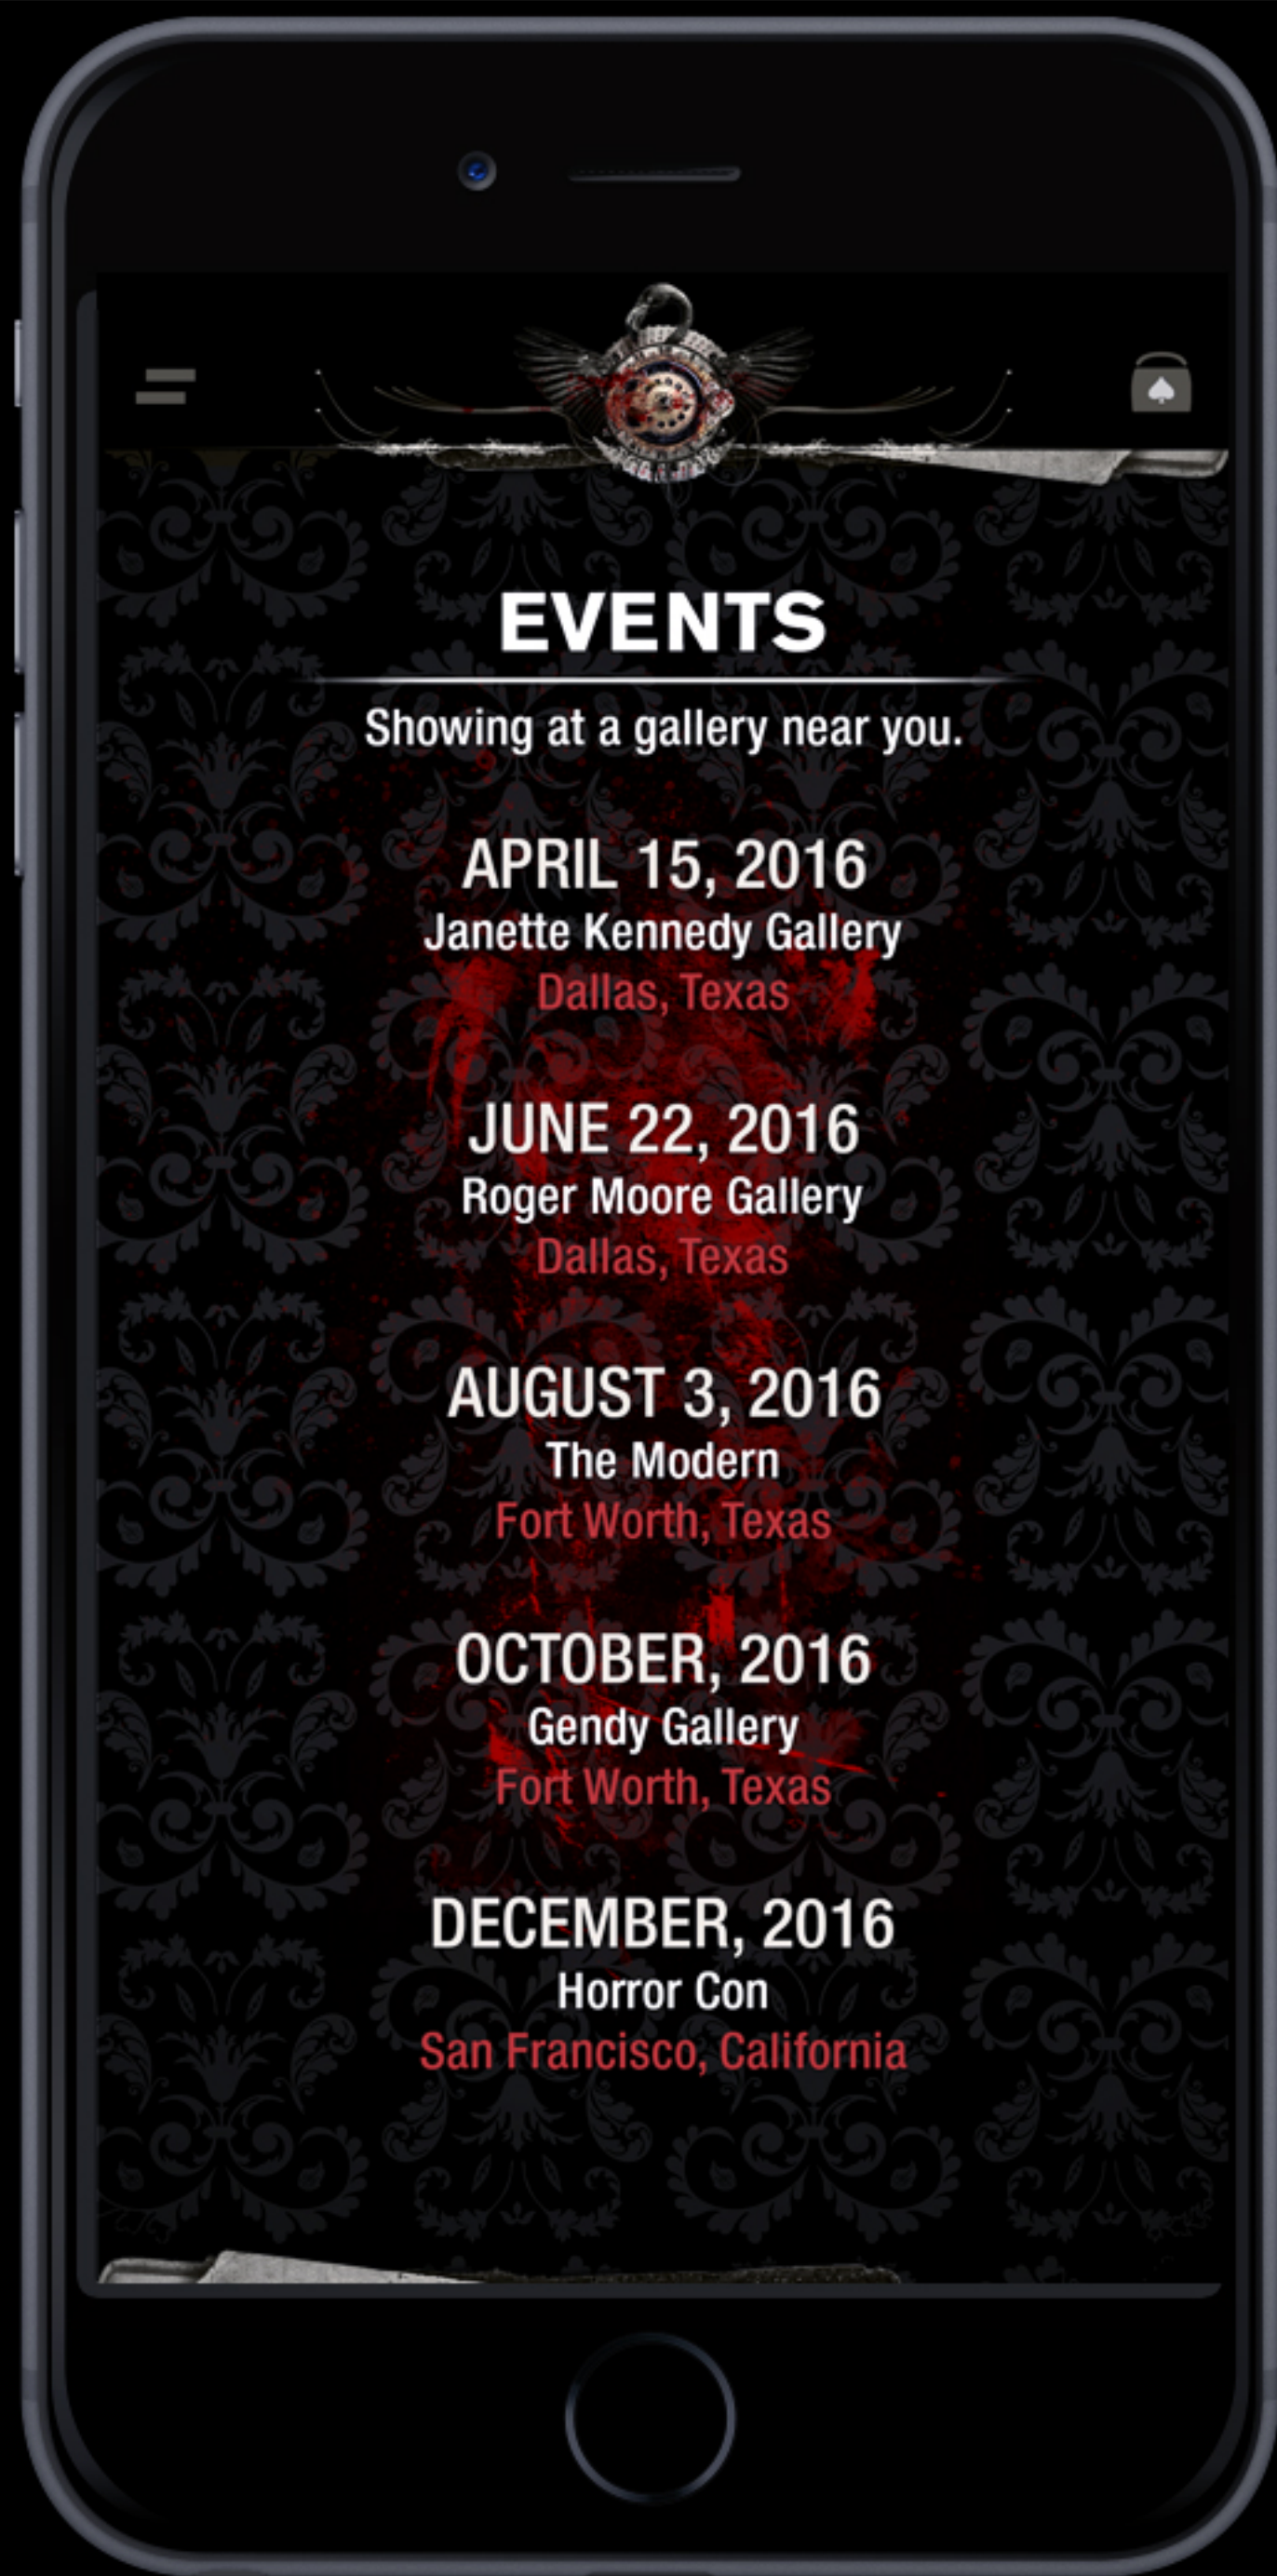 EVENTS
Showing at a gallery near you.
APRIL 15, 2016
Janette Kennedy Gallery
Dallas, Texas
JUNE 22, 2016
Roger Moore Gallery
Dallas, Texas
AUGUST 3, 2016
The Modern
Fort Worth, Texas
OCTOBER, 2016
Gendy Gallery
Fort Worth, Texas
DECEMBER, 2016
Horror Con
San Francisco, California